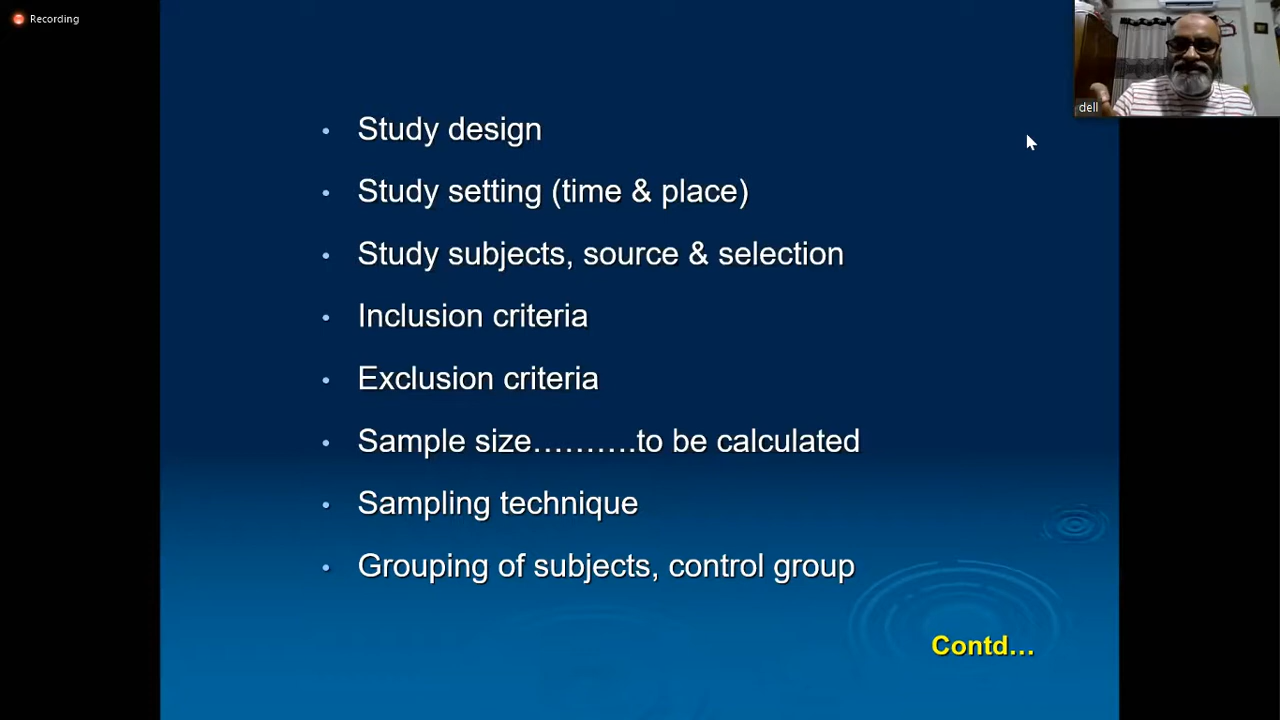 Recording
dell
• Study design
• Study setting (time & place)
• Study subjects, source & selection
• Inclusion criteria
• Exclusion criteria
• Sample size……….to be calculated
• Sampling technique
• Grouping of subjects, control group
Contd…